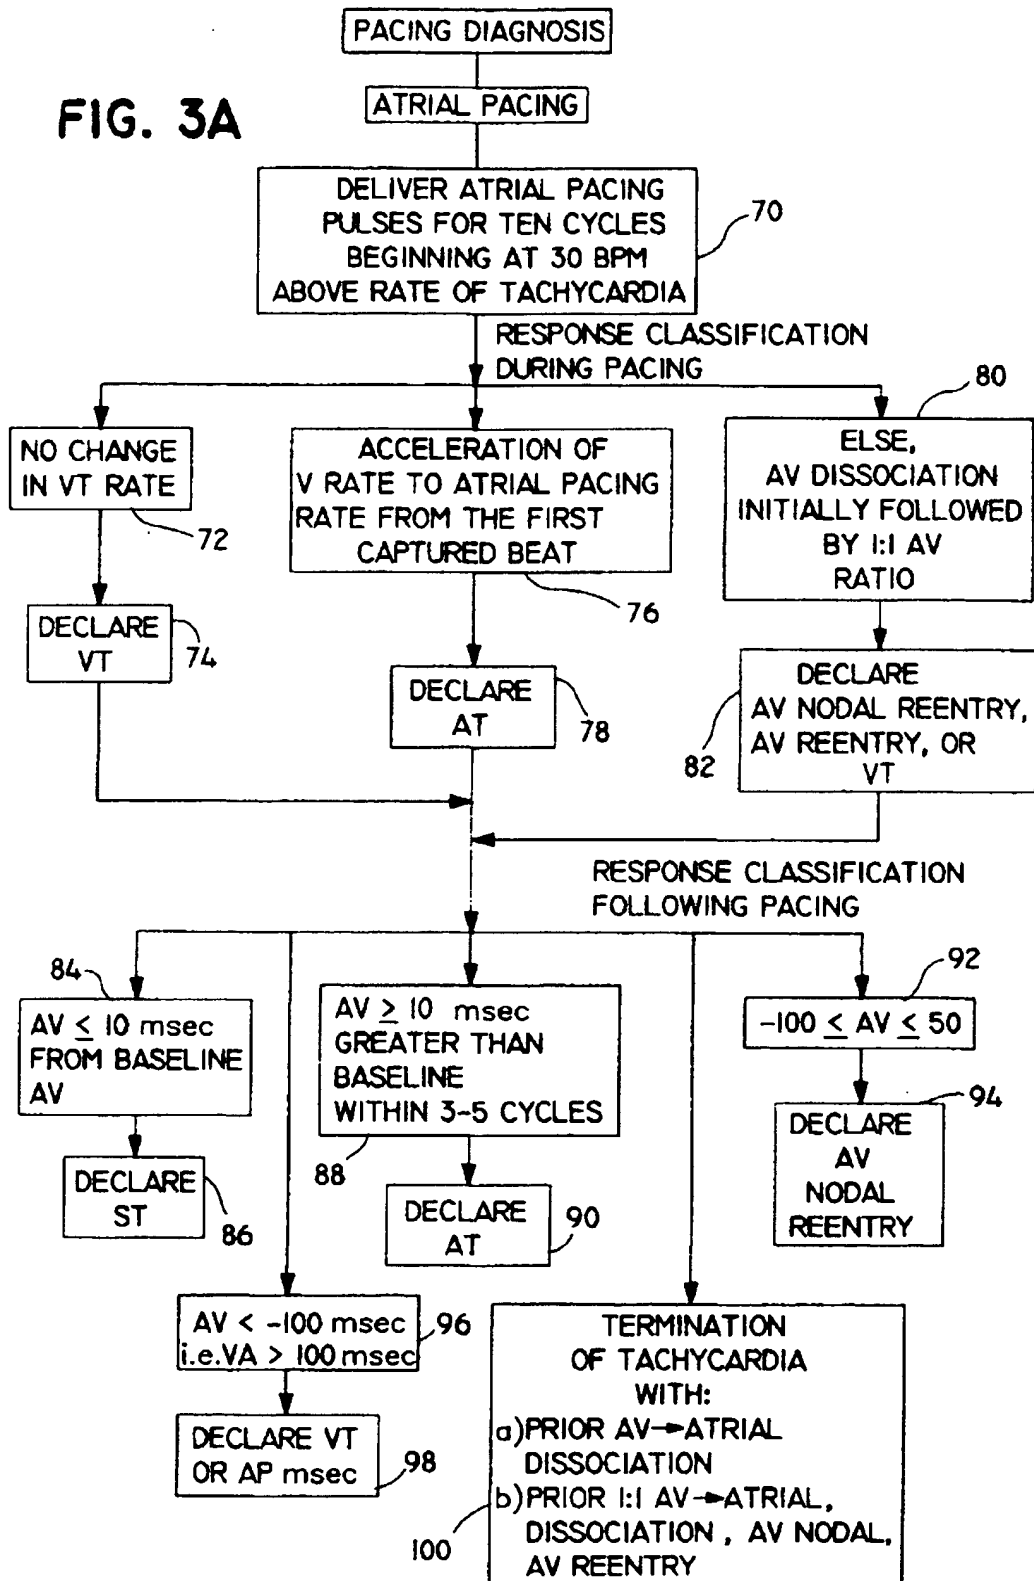 PACING DIAGNOSIS
FIG. 3A
ATRIAL PACING
DELIVER ATRIAL PACING
PULSES FOR TEN CYCLES
BEGINNING AT 30 BPM
ABOVE RATE OF TACHYCARDIA
70
RESPONSE CLASSIFICATION
DURING PACING
NO CHANGE
IN VT RATE
72
ACCELERATION OF
V RATE TO ATRIAL PACING
RATE FROM THE FIRST
CAPTURED BEAT
76
80
ELSE,
AV DISSOCIATION
INITIALLY FOLLOWED
BY 1:1 AV
RATIO
DECLARE
VT
74
DECLARE
AT
78
DECLARE
AV NODAL REENTRY,
AV REENTRY, OR
VT
82
RESPONSE CLASSIFICATION
FOLLOWING PACING
84
AV ≤ 10 msec
FROM BASELINE
AV
DECLARE
ST
86
AV ≥ 10 msec
GREATER THAN
BASELINE
WITHIN 3-5 CYCLES
88
DECLARE
AT
90
92
-100 ≤ AV ≤ 50
94
DECLARE
AV
NODAL
REENTRY
AV < -100 msec
i.e.VA > 100 msec
96
DECLARE VT
OR AP msec
98
TERMINATION
OF TACHYCARDIA
WITH:
a)PRIOR AV→ATRIAL
DISSOCIATION
b)PRIOR 1:1 AV→ATRIAL,
DISSOCIATION , AV NODAL,
AV REENTRY
100